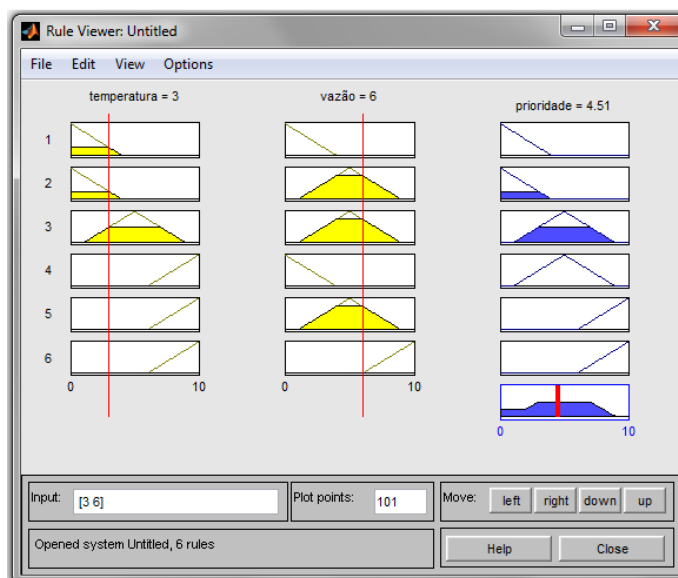 Rule Viewer: Untitled
File Edit View Options
temperatura = 3 vazão = 6 prioridade = 4.51
1
2
3
4
5
6
0 10 0 10
0 10
Input: [3 6] Plot points: 101 Move: left right down up
Opened system Untitled, 6 rules Help Close